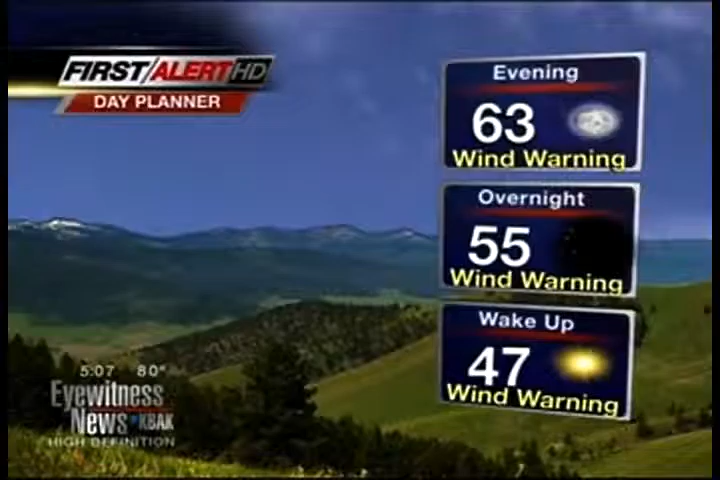 FIRST/ALERT HD
DAY PLANNER
Evening
63
Wind Warning
Overnight
55
Wind Warning
Wake Up
47
Wind Warning
5:07 80°
Eyewitness
News KBAK
HIGH DEFINITION